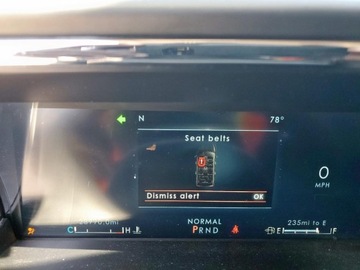 N 78°
Seat belts
Dismiss alert OK
0
MPH
NORMAL
235mi to E
C H PRND E F